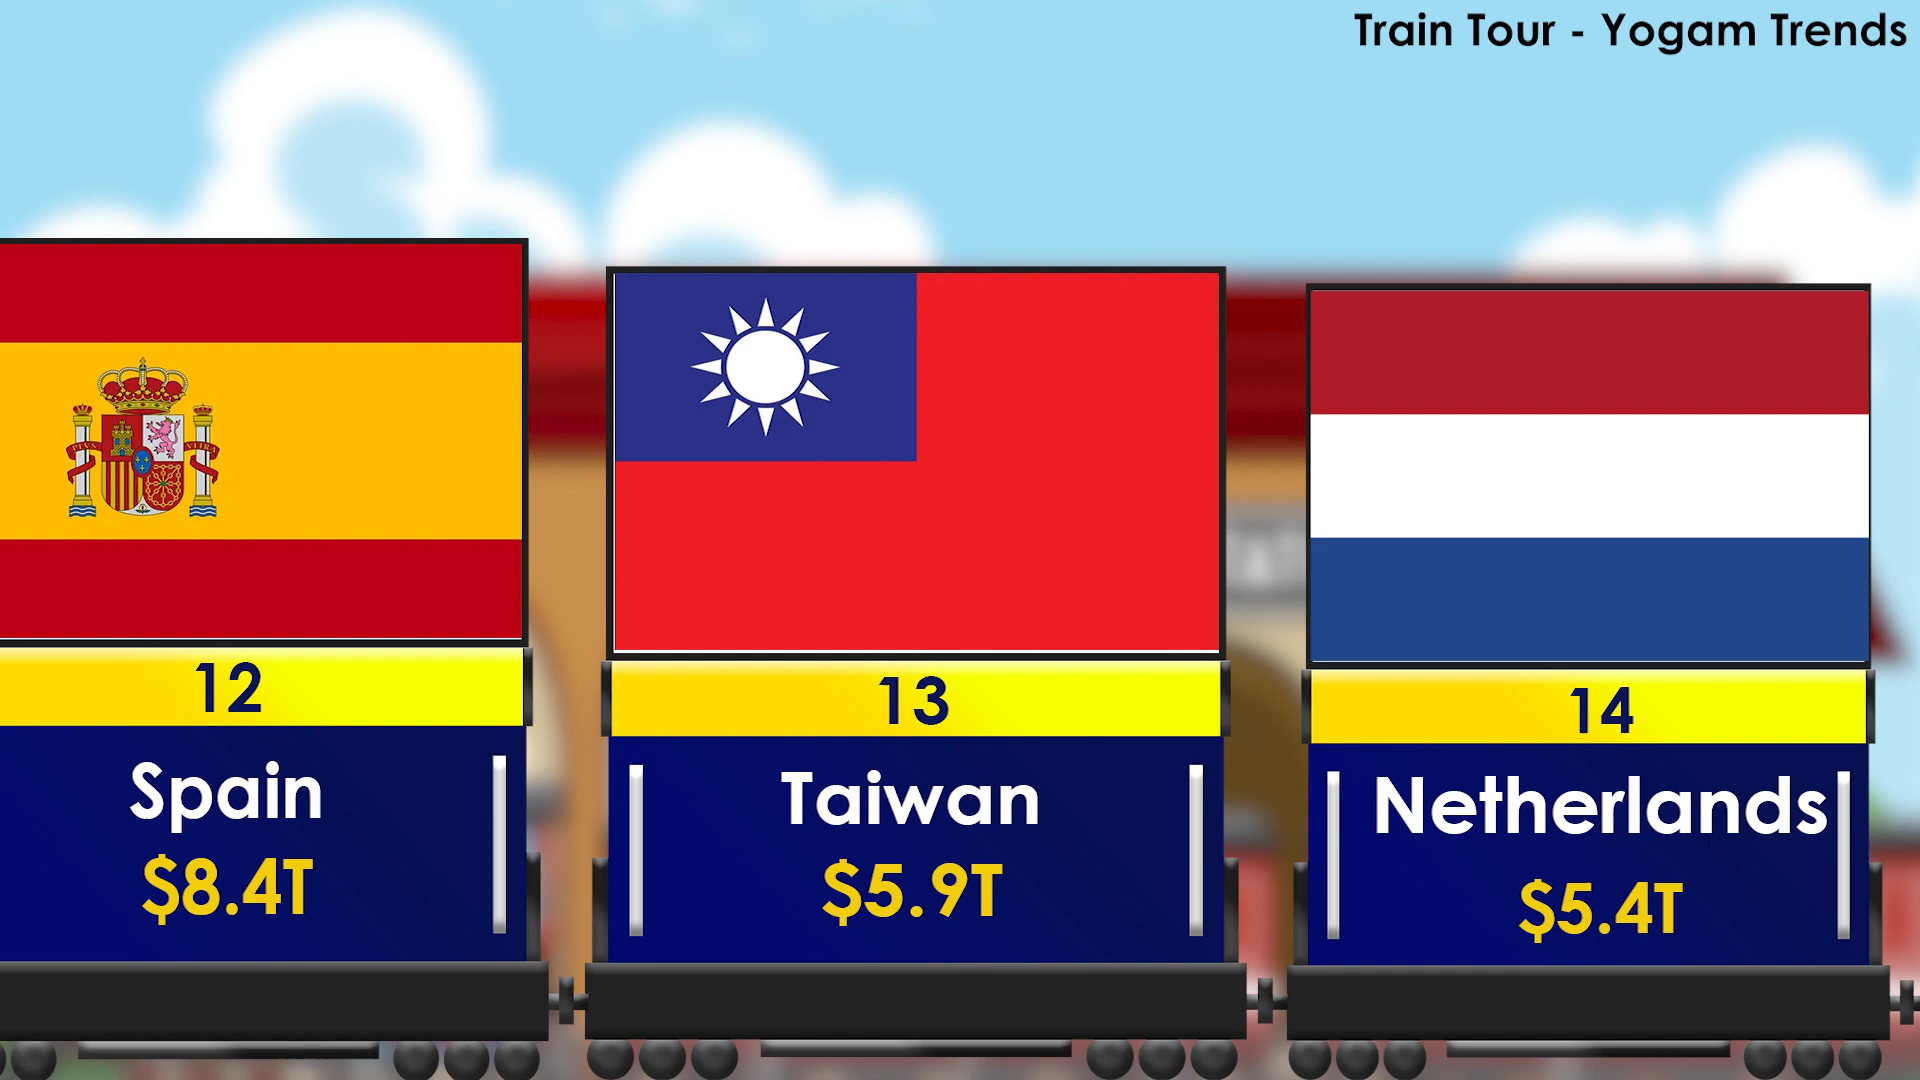 Train Tour - Yogam Trends
12
Spain
$8.4T
13
Taiwan
$5.9T
14
Netherlands
$5.4T